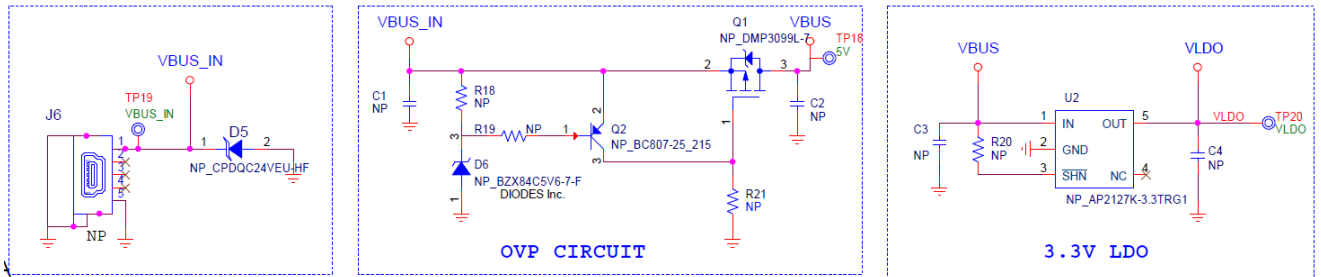 VBUS_IN
TP19
VBUS_IN
J6
1
2
3
4
5
NP
1
D5
2
NP_CPDQC24VEU-HF
VBUS_IN
C1
NP
R18
NP
R19
NP
3
D6
NP_BZX84C5V6-7-F
DIODES Inc.
1
1
2
Q2
NP_BC807-25_215
3
Q1
NP_DMP3099L-7
2
3
1
VBUS
TP18
5V
C2
NP
R21
NP
OVP CIRCUIT
VBUS
VLDO
U2
C3
NP
R20
NP
1
IN
OUT
5
VLDO
TP20
VLDO
2
GND
3
SHN
NC
4
C4
NP
NP_AP2127K-3.3TRG1
3.3V LDO